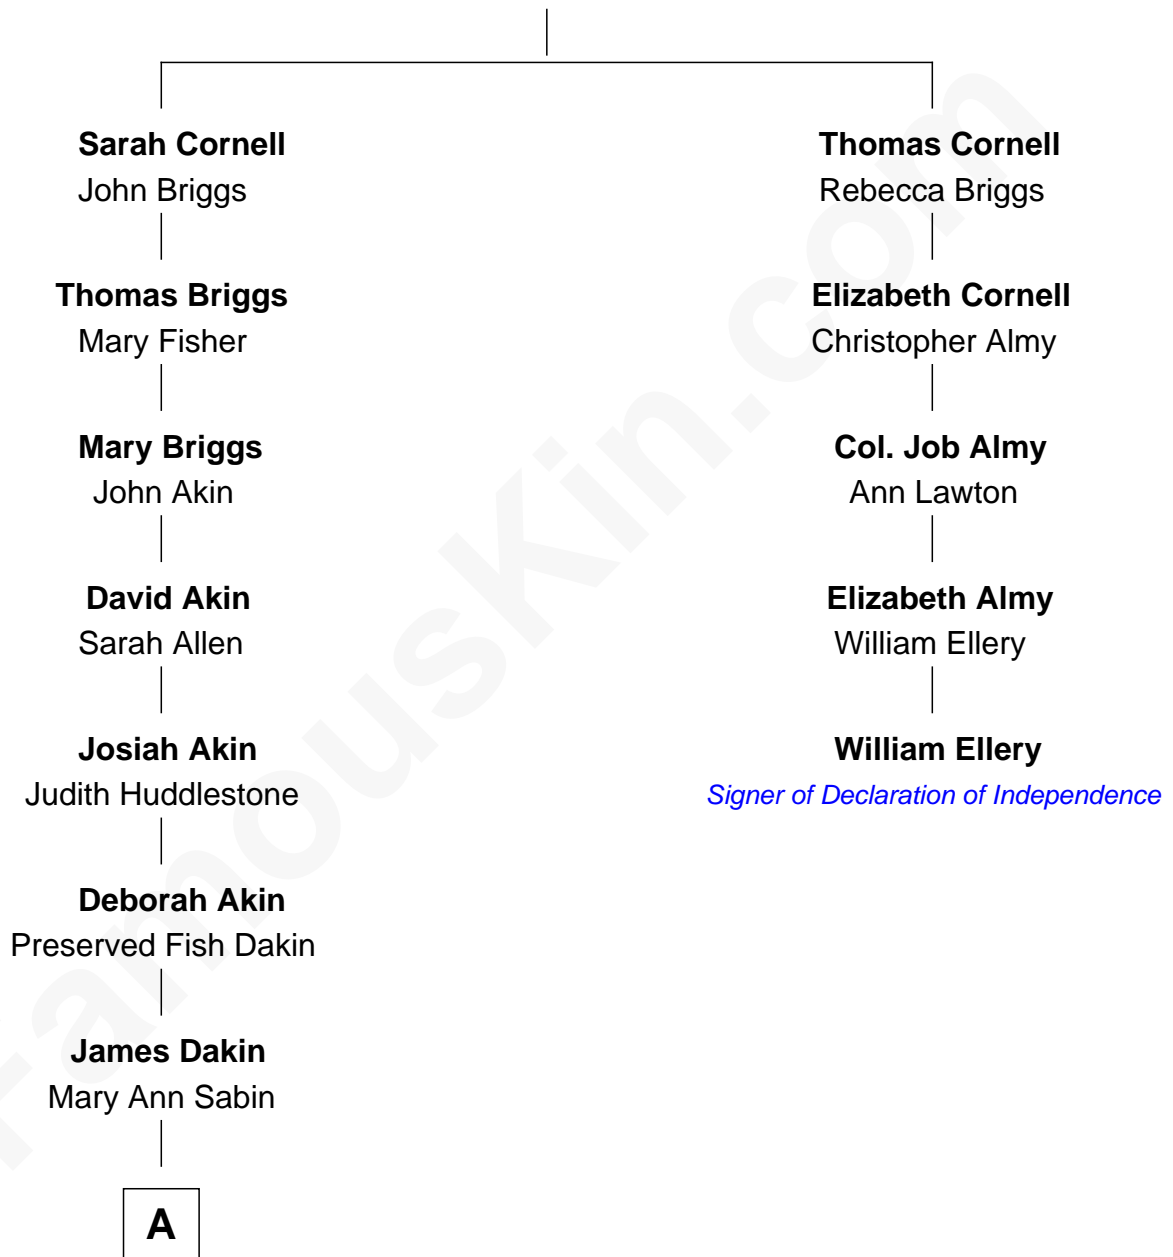 Sarah Cornell
John Briggs
Thomas Briggs
Mary Fisher
Mary Briggs
John Akin
David Akin
Sarah Allen
Josiah Akin
Judith Huddlestone
Deborah Akin
Preserved Fish Dakin
James Dakin
Mary Ann Sabin
A
Thomas Cornell
Rebecca Briggs
Elizabeth Cornell
Christopher Almy
Col. Job Almy
Ann Lawton
Elizabeth Almy
William Ellery
William Ellery
Signer of Declaration of Independence
FamousKin.com